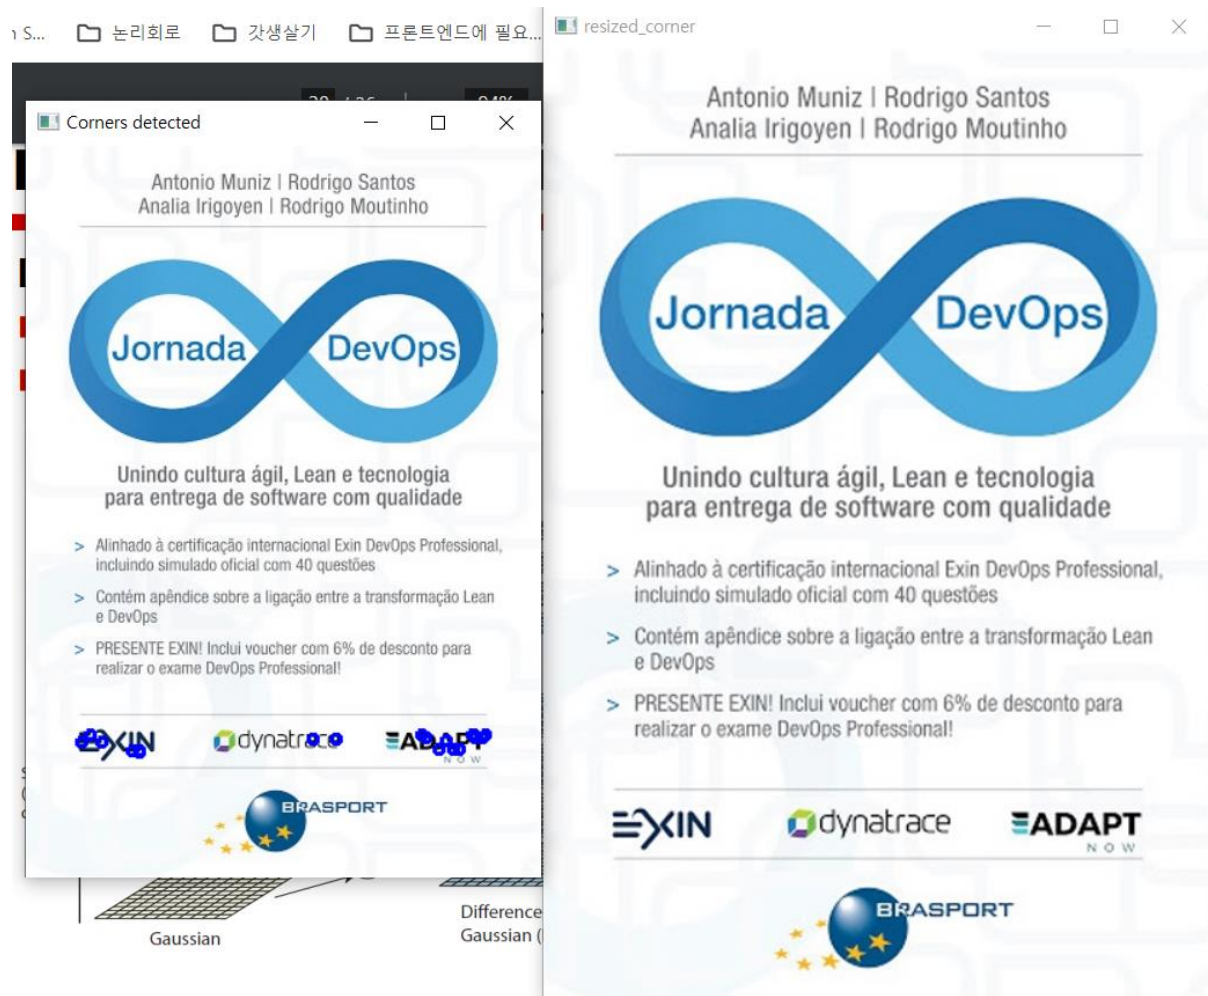 S...
논리회로
갓생살기
프론트엔드에 필요...
Corners detected
Antonio Muniz | Rodrigo Santos
Analia Irigoyen | Rodrigo Moutinho
Jornada
DevOps
Unindo cultura ágil, Lean e tecnologia
para entrega de software com qualidade
> Alinhado à certificação internacional Exin DevOps Professional,
incluindo simulado oficial com 40 questões
> Contém apêndice sobre a ligação entre a transformação Lean
e DevOps
> PRESENTE EXIN! Inclui voucher com 6% de desconto para
realizar o exame DevOps Professional!
EXIN
dynatrace
ADAPT
NOW
BRASPORT
Gaussian
Difference
Gaussian (
resized_corner
Antonio Muniz | Rodrigo Santos
Analia Irigoyen | Rodrigo Moutinho
Jornada
DevOps
Unindo cultura ágil, Lean e tecnologia
para entrega de software com qualidade
> Alinhado à certificação internacional Exin DevOps Professional,
incluindo simulado oficial com 40 questões
> Contém apêndice sobre a ligação entre a transformação Lean
e DevOps
> PRESENTE EXIN! Inclui voucher com 6% de desconto para
realizar o exame DevOps Professional!
EXIN
dynatrace
ADAPT
NOW
BRASPORT